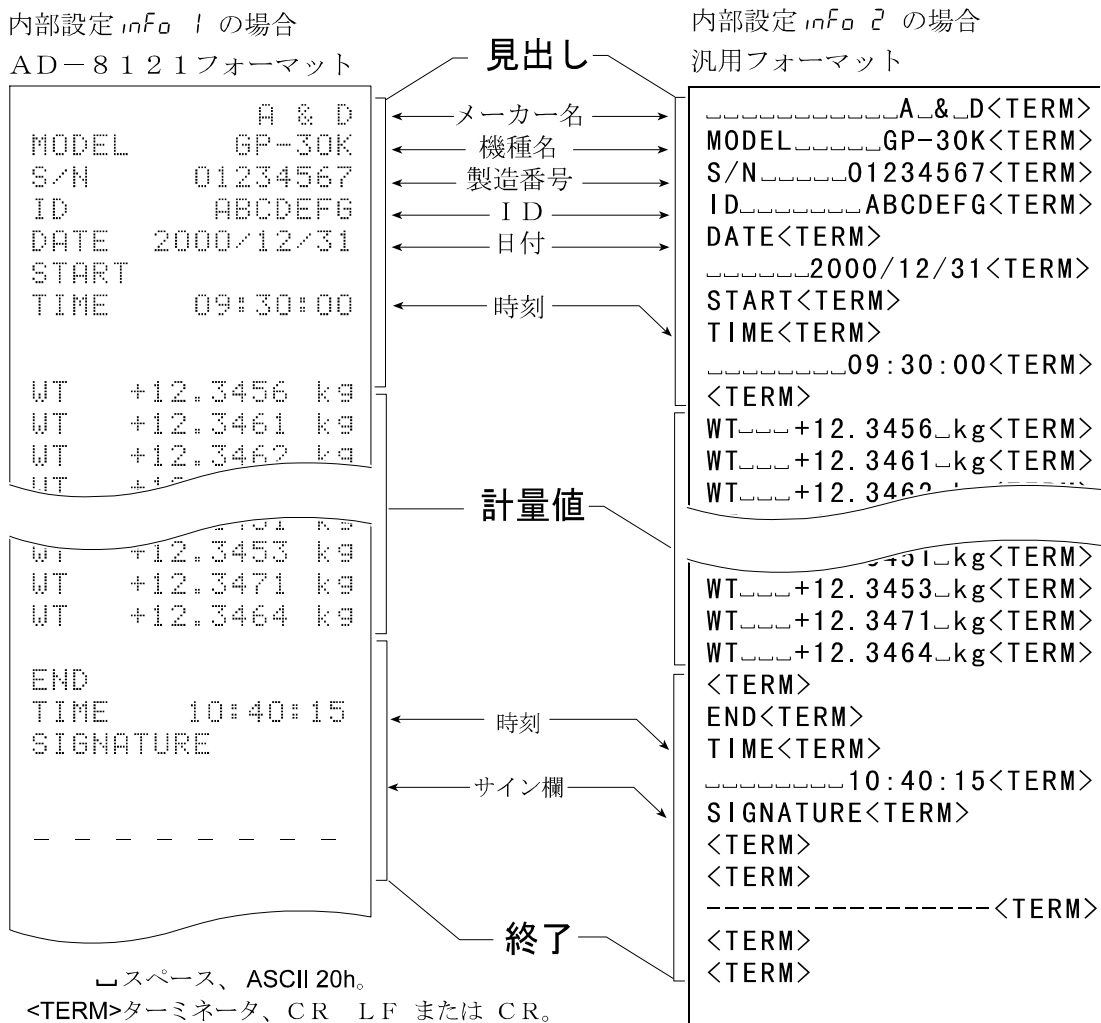 内部設定 info 1 の場合
AD－8121フォーマット
A & D
MODEL GP-30K
S/N 01234567
ID ABCDEFG
DATE 2000/12/31
START
TIME 09:30:00
WT +12.3456 kg
WT +12.3461 kg
WT +12.3462 kg
WT
+12.3453 kg
WT +12.3471 kg
WT +12.3464 kg
END
TIME 10:40:15
SIGNATURE
_ _ _ _ _ _ _ _ _
見出し
メーカー名
機種名
製造番号
ＩＤ
日付
時刻
計量値
時刻
サイン欄
終了
内部設定 info 2 の場合
汎用フォーマット
␣␣␣␣␣␣␣␣␣␣␣A␣&␣D<TERM>
MODEL␣␣␣␣␣GP-30K<TERM>
S/N␣␣␣␣␣01234567<TERM>
ID␣␣␣␣␣␣␣ABCDEFG<TERM>
DATE<TERM>
␣␣␣␣␣␣2000/12/31<TERM>
START<TERM>
TIME<TERM>
␣␣␣␣␣␣␣␣09:30:00<TERM>
<TERM>
WT␣␣␣+12.3456␣kg<TERM>
WT␣␣␣+12.3461␣kg<TERM>
WT␣␣␣+12.3462
3451␣kg<TERM>
WT␣␣␣+12.3453␣kg<TERM>
WT␣␣␣+12.3471␣kg<TERM>
WT␣␣␣+12.3464␣kg<TERM>
<TERM>
END<TERM>
TIME<TERM>
␣␣␣␣␣␣␣␣10:40:15<TERM>
SIGNATURE<TERM>
<TERM>
<TERM>
----------------<TERM>
<TERM>
<TERM>
␣スペース、ASCII 20h。
<TERM>ターミネータ、ＣＲ ＬＦ または ＣＲ。